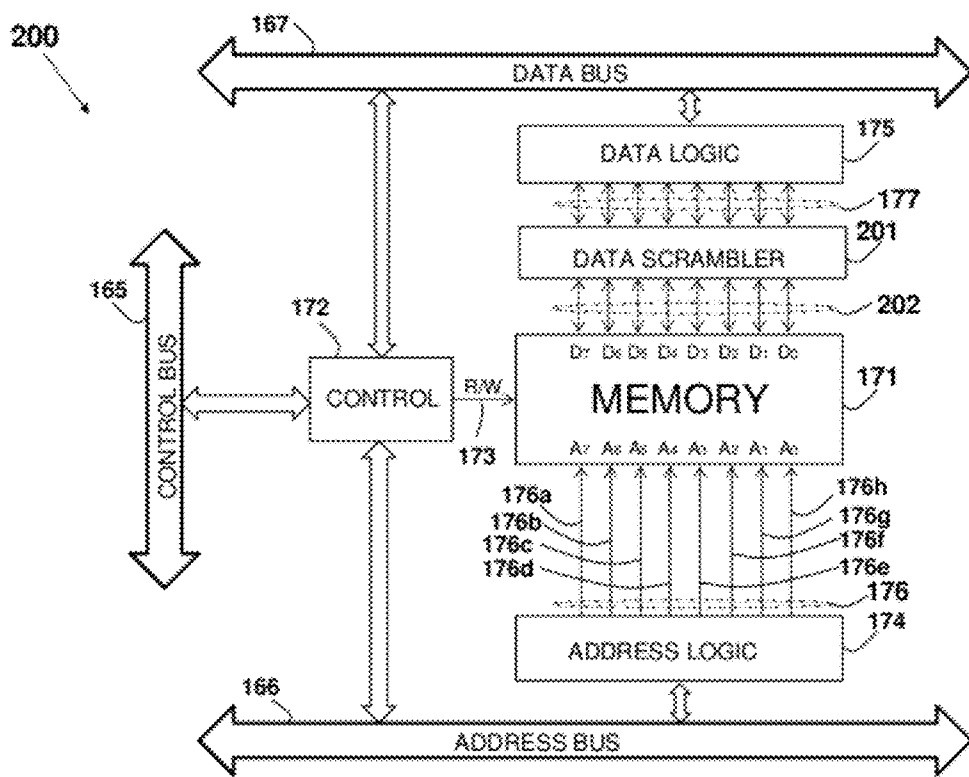 200
167
DATA BUS
DATA LOGIC
175
177
DATA SCRAMBLER
201
202
165
CONTROL BUS
172
CONTROL
R/W
173
D7 D6 D5 D4 D3 D2 D1 D0
MEMORY
171
A7 A6 A5 A4 A3 A2 A1 A0
176a
176b
176c
176d
176h
176g
176f
176e
176
ADDRESS LOGIC
174
166
ADDRESS BUS